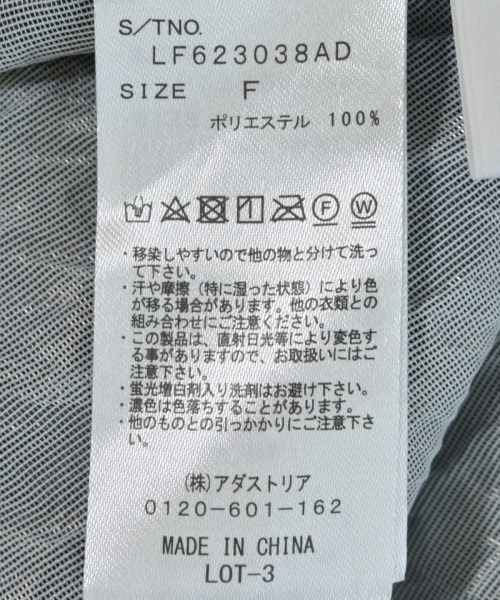 S/TNO.
LF623038AD
SIZE F
ポリエステル 100%
F W
・移染しやすいので他の物と分けて洗っ
て下さい。
・汗や摩擦（特に湿った状態）により色
が移る場合があります。他の衣類との
組み合わせにご注意ください。
・この製品は、直射日光等により変色す
る事がありますので、お取扱いにはご
注意下さい。
・蛍光増白剤入り洗剤はお避け下さい。
・濃色は色落ちすることがあります。
・他のものとの引っかかりにご注意下さ
い。
(株)アダストリア
0120-601-162
MADE IN CHINA
LOT-3